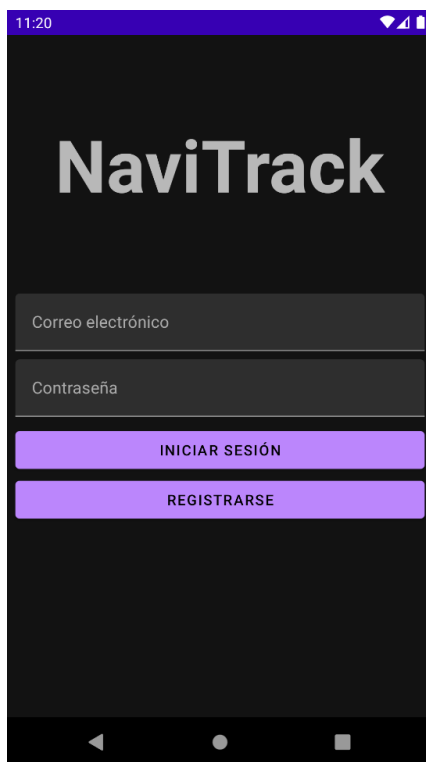 11:20
NaviTrack
Correo electrónico
Contraseña
INICIAR SESIÓN
REGISTRARSE